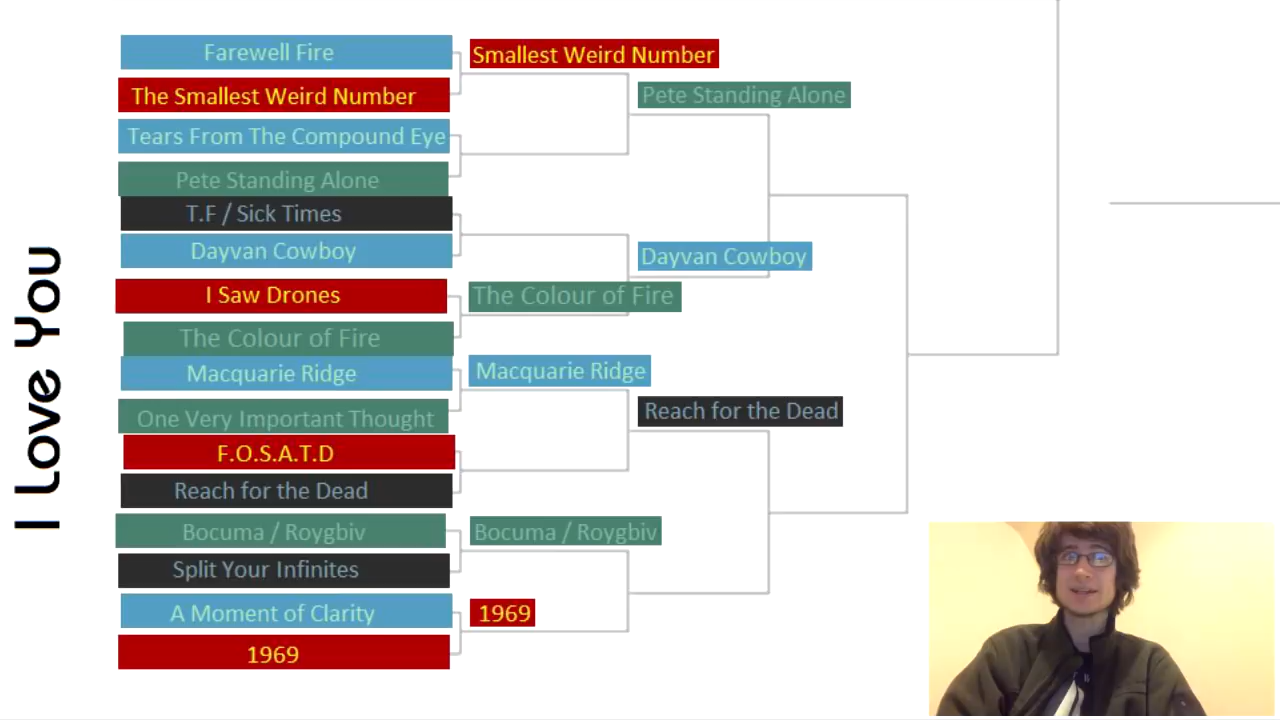 I Love You
Farewell Fire
The Smallest Weird Number
Tears From The Compound Eye
Pete Standing Alone
T.F / Sick Times
Dayvan Cowboy
I Saw Drones
The Colour of Fire
Macquarie Ridge
One Very Important Thought
F.O.S.A.T.D
Reach for the Dead
Bocuma / Roygbiv
Split Your Infinites
A Moment of Clarity
1969
Smallest Weird Number
The Colour of Fire
Macquarie Ridge
Bocuma / Roygbiv
1969
Pete Standing Alone
Dayvan Cowboy
Reach for the Dead